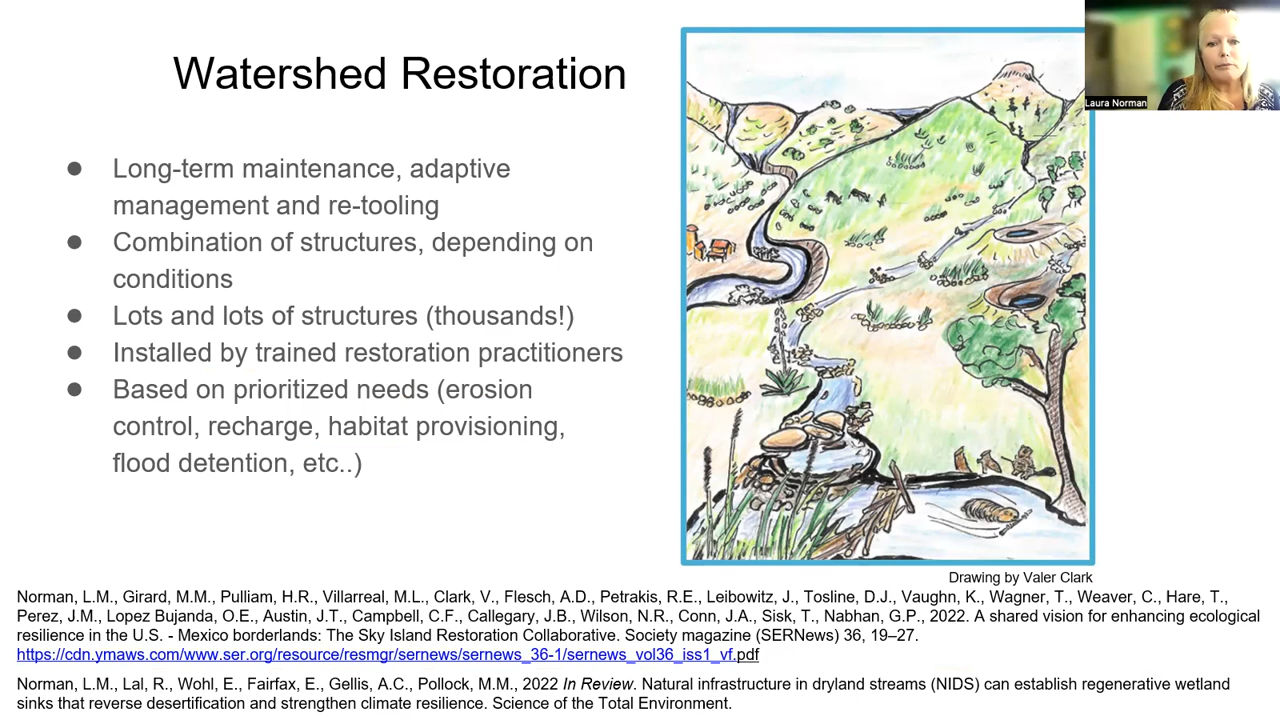 Watershed Restoration
Laura Norman
● Long-term maintenance, adaptive
management and re-tooling
● Combination of structures, depending on
conditions
● Lots and lots of structures (thousands!)
● Installed by trained restoration practitioners
● Based on prioritized needs (erosion
control, recharge, habitat provisioning,
flood detention, etc..)
Drawing by Valer Clark
Norman, L.M., Girard, M.M., Pulliam, H.R., Villarreal, M.L., Clark, V., Flesch, A.D., Petrakis, R.E., Leibowitz, J., Tosline, D.J., Vaughn, K., Wagner, T., Weaver, C., Hare, T.,
Perez, J.M., Lopez Bujanda, O.E., Austin, J.T., Campbell, C.F., Callegary, J.B., Wilson, N.R., Conn, J.A., Sisk, T., Nabhan, G.P., 2022. A shared vision for enhancing ecological
resilience in the U.S. - Mexico borderlands: The Sky Island Restoration Collaborative. Society magazine (SERNews) 36, 19–27.
https://cdn.ymaws.com/www.ser.org/resource/resmgr/sernews/sernews_36-1/sernews_vol36_iss1_vf.pdf
Norman, L.M., Lal, R., Wohl, E., Fairfax, E., Gellis, A.C., Pollock, M.M., 2022 In Review. Natural infrastructure in dryland streams (NIDS) can establish regenerative wetland
sinks that reverse desertification and strengthen climate resilience. Science of the Total Environment.